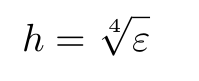 h = ∜ε